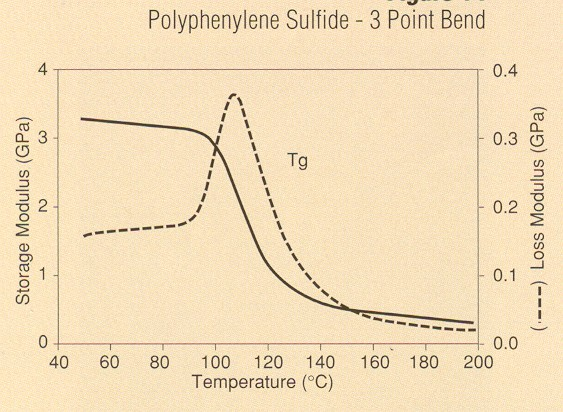 Polyphenylene Sulfide - 3 Point Bend
4
3
2
1
0
Storage Modulus (GPa)
Tg
0.4
0.3
0.2
0.1
0.0
(----) Loss Modulus (GPa)
40 60 80 100 120 140 160 180 200
Temperature (°C)